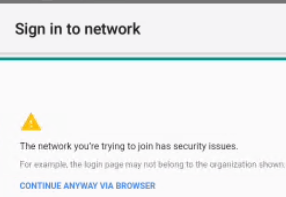 Sign in to network
The network you're trying to join has security issues.
For example, the login page may not belong to the organization shown.
CONTINUE ANYWAY VIA BROWSER